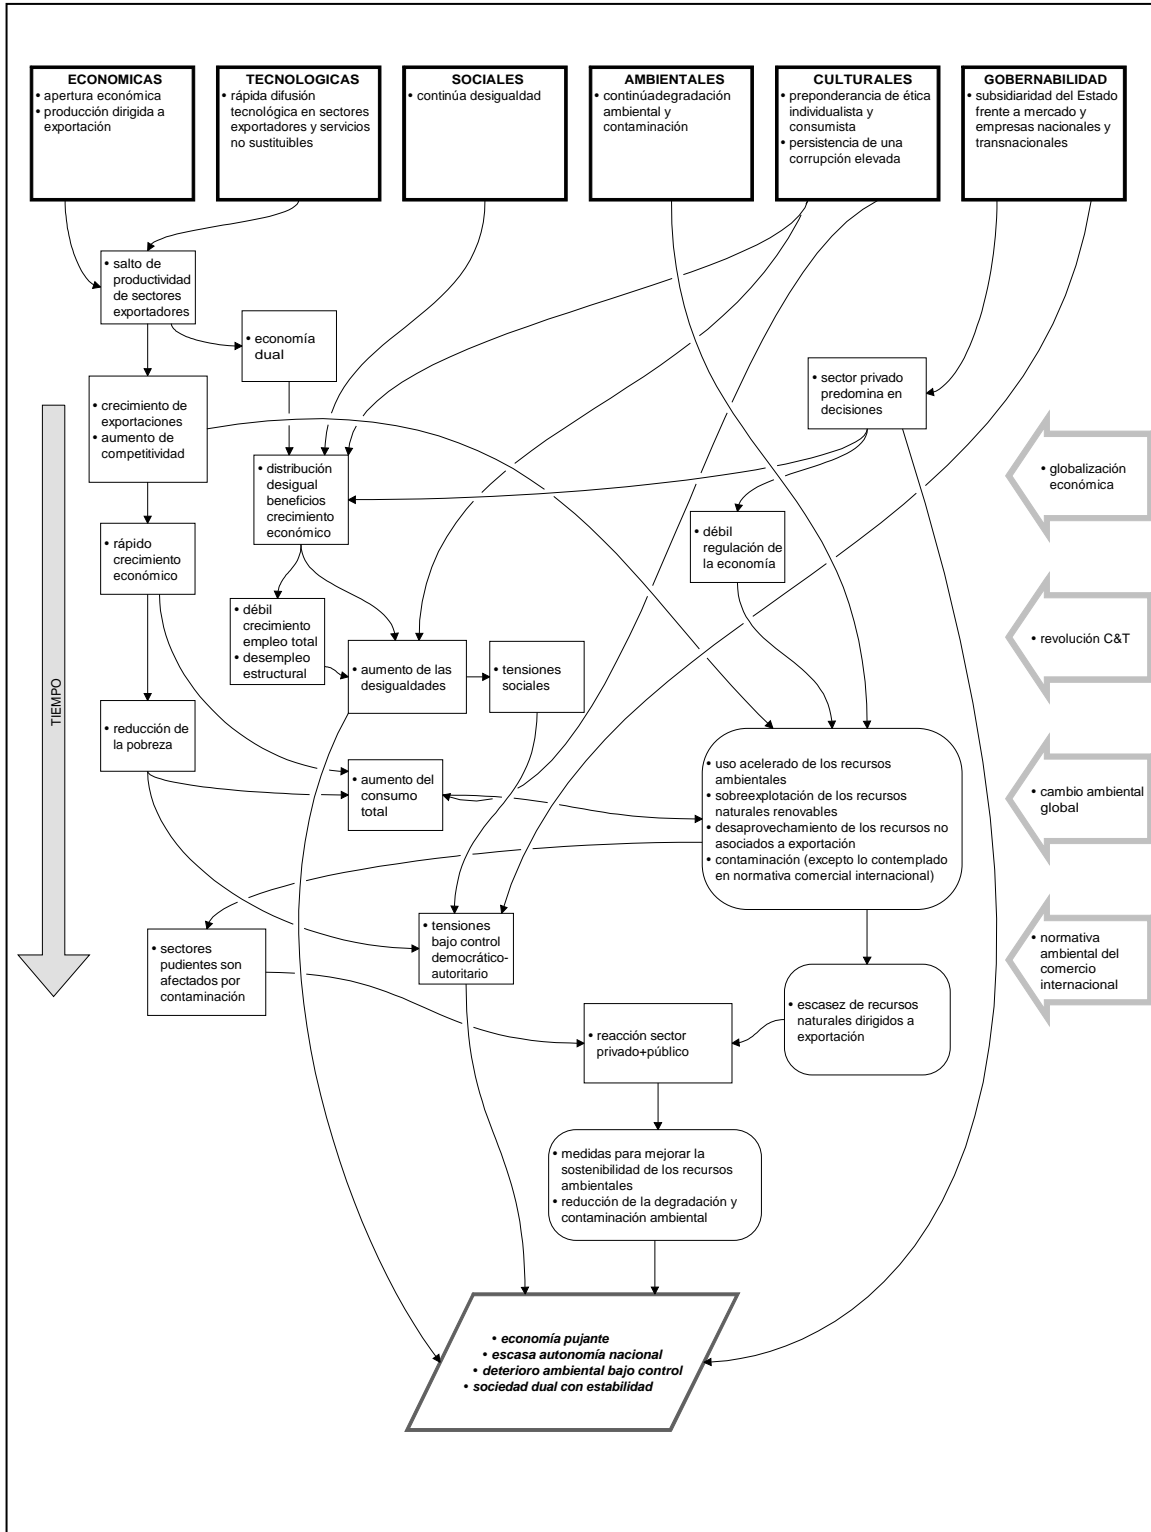 ECONOMICAS
• apertura económica
• producción dirigida a
exportación
TECNOLOGICAS
• rápida difusión
tecnológica en sectores
exportadores y servicios
no sustituibles
SOCIALES
• continúa desigualdad
AMBIENTALES
• continúadegradación
ambiental y
contaminación
CULTURALES
• preponderancia de ética
individualista y
consumista
• persistencia de una
corrupción elevada
GOBERNABILIDAD
• subsidiaridad del Estado
frente a mercado y
empresas nacionales y
transnacionales
• salto de
productividad
de sectores
exportadores
• economía
dual
• sector privado
predomina en
decisiones
• crecimiento de
exportaciones
• aumento de
competitividad
• distribución
desigual
beneficios
crecimiento
económico
• globalización
económica
• rápido
crecimiento
económico
• débil
regulación de
la economía
• débil
crecimiento
empleo total
• desempleo
estructural
• aumento de las
desigualdades
• tensiones
sociales
• revolución C&T
TIEMPO
• reducción de
la pobreza
• aumento del
consumo
total
• uso acelerado de los recursos
ambientales
• sobreexplotación de los recursos
naturales renovables
• desaprovechamiento de los recursos no
asociados a exportación
• contaminación (excepto lo contemplado
en normativa comercial internacional)
• cambio ambiental
global
• sectores
pudientes son
afectados por
contaminación
• tensiones
bajo control
democrático-
autoritario
• normativa
ambiental del
comercio
internacional
• escasez de recursos
naturales dirigidos a
exportación
• reacción sector
privado+público
• medidas para mejorar la
sostenibilidad de los recursos
ambientales
• reducción de la degradación y
contaminación ambiental
• economía pujante
• escasa autonomía nacional
• deterioro ambiental bajo control
• sociedad dual con estabilidad